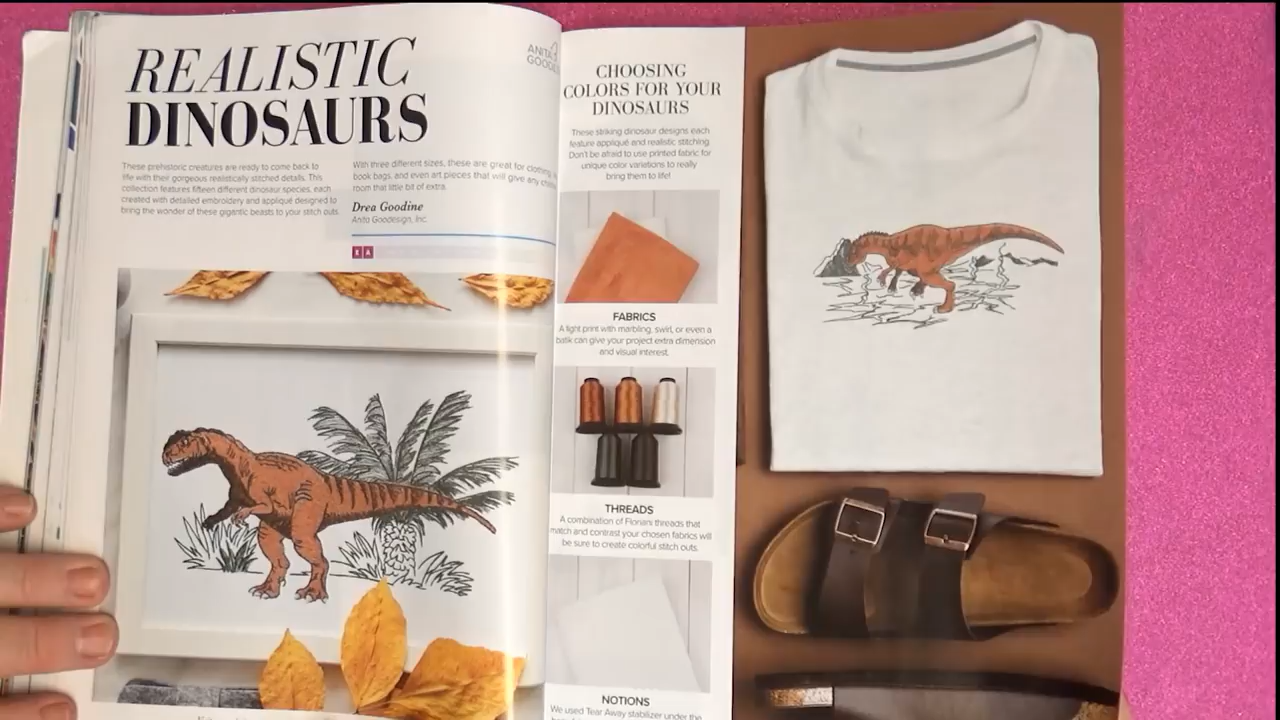 REALISTIC
DINOSAURS
ANITA
These prehistoric creatures are ready to come back to
life with their gorgeous realistically stitched details. This
collection features fifteen different dinosaur species, each
created with detailed embroidery and appliqué designed to
bring the wonder of these gigantic beasts to your stitch outs.
With three different sizes, these are great for clothing,
book bags, and even art pieces that will give any
room that little bit of extra.
Drea Goodine
Anita Goodesign, Inc.
E A
CHOOSING
COLORS FOR YOUR
DINOSAURS
These striking dinosaur designs each
feature appliqué and realistic stitching.
Don't be afraid to use printed fabric for
unique color variations to really
bring them to life!
FABRICS
A light print with marbling, swirl, or even a
batik can give your project extra dimension
and visual interest.
THREADS
A combination of Floriani threads that
match and contrast your chosen fabrics will
be sure to create colorful stitch outs.
NOTIONS
We used Tear Away stabilizer under the